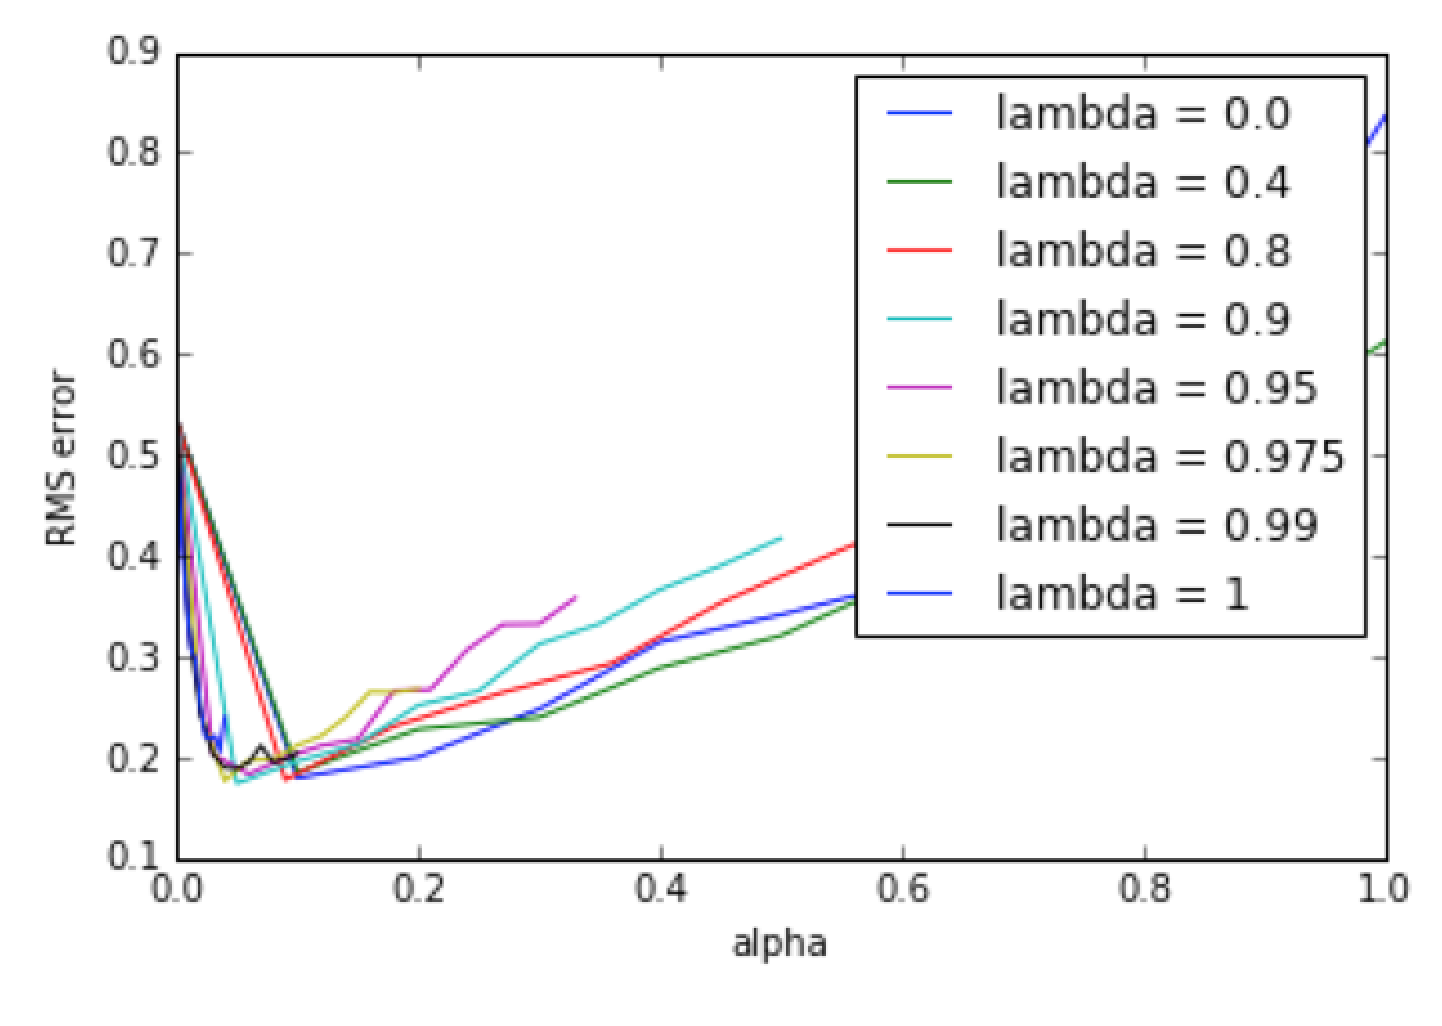 0.9
0.8
0.7
0.6
0.5
0.4
0.3
0.2
0.1
RMS error
lambda = 0.0
lambda = 0.4
lambda = 0.8
lambda = 0.9
lambda = 0.95
lambda = 0.975
lambda = 0.99
lambda = 1
0.0 0.2 0.4 0.6 0.8 1.0
alpha